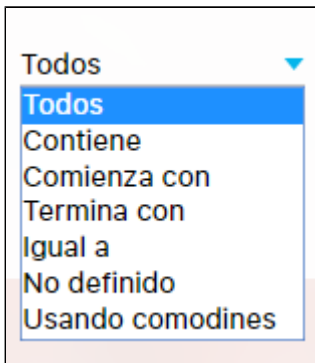 Todos
Todos
Contiene
Comienza con
Termina con
Igual a
No definido
Usando comodines